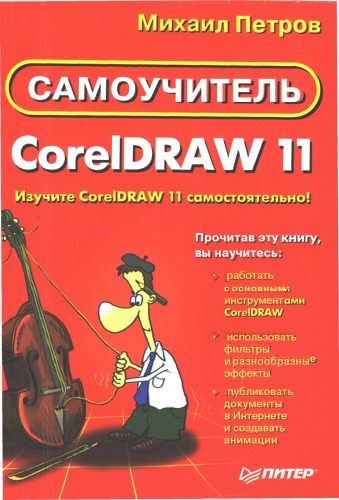 Михаил Петров
САМОУЧИТЕЛЬ
CorelDRAW 11
Изучите CorelDRAW 11 самостоятельно!
Прочитав эту книгу,
вы научитесь:
• работать
с основными
инструментами
CorelDRAW
• использовать
фильтры
и разнообразные
эффекты
• публиковать
документы
в Интернете
и создавать
анимации
ПИТЕР